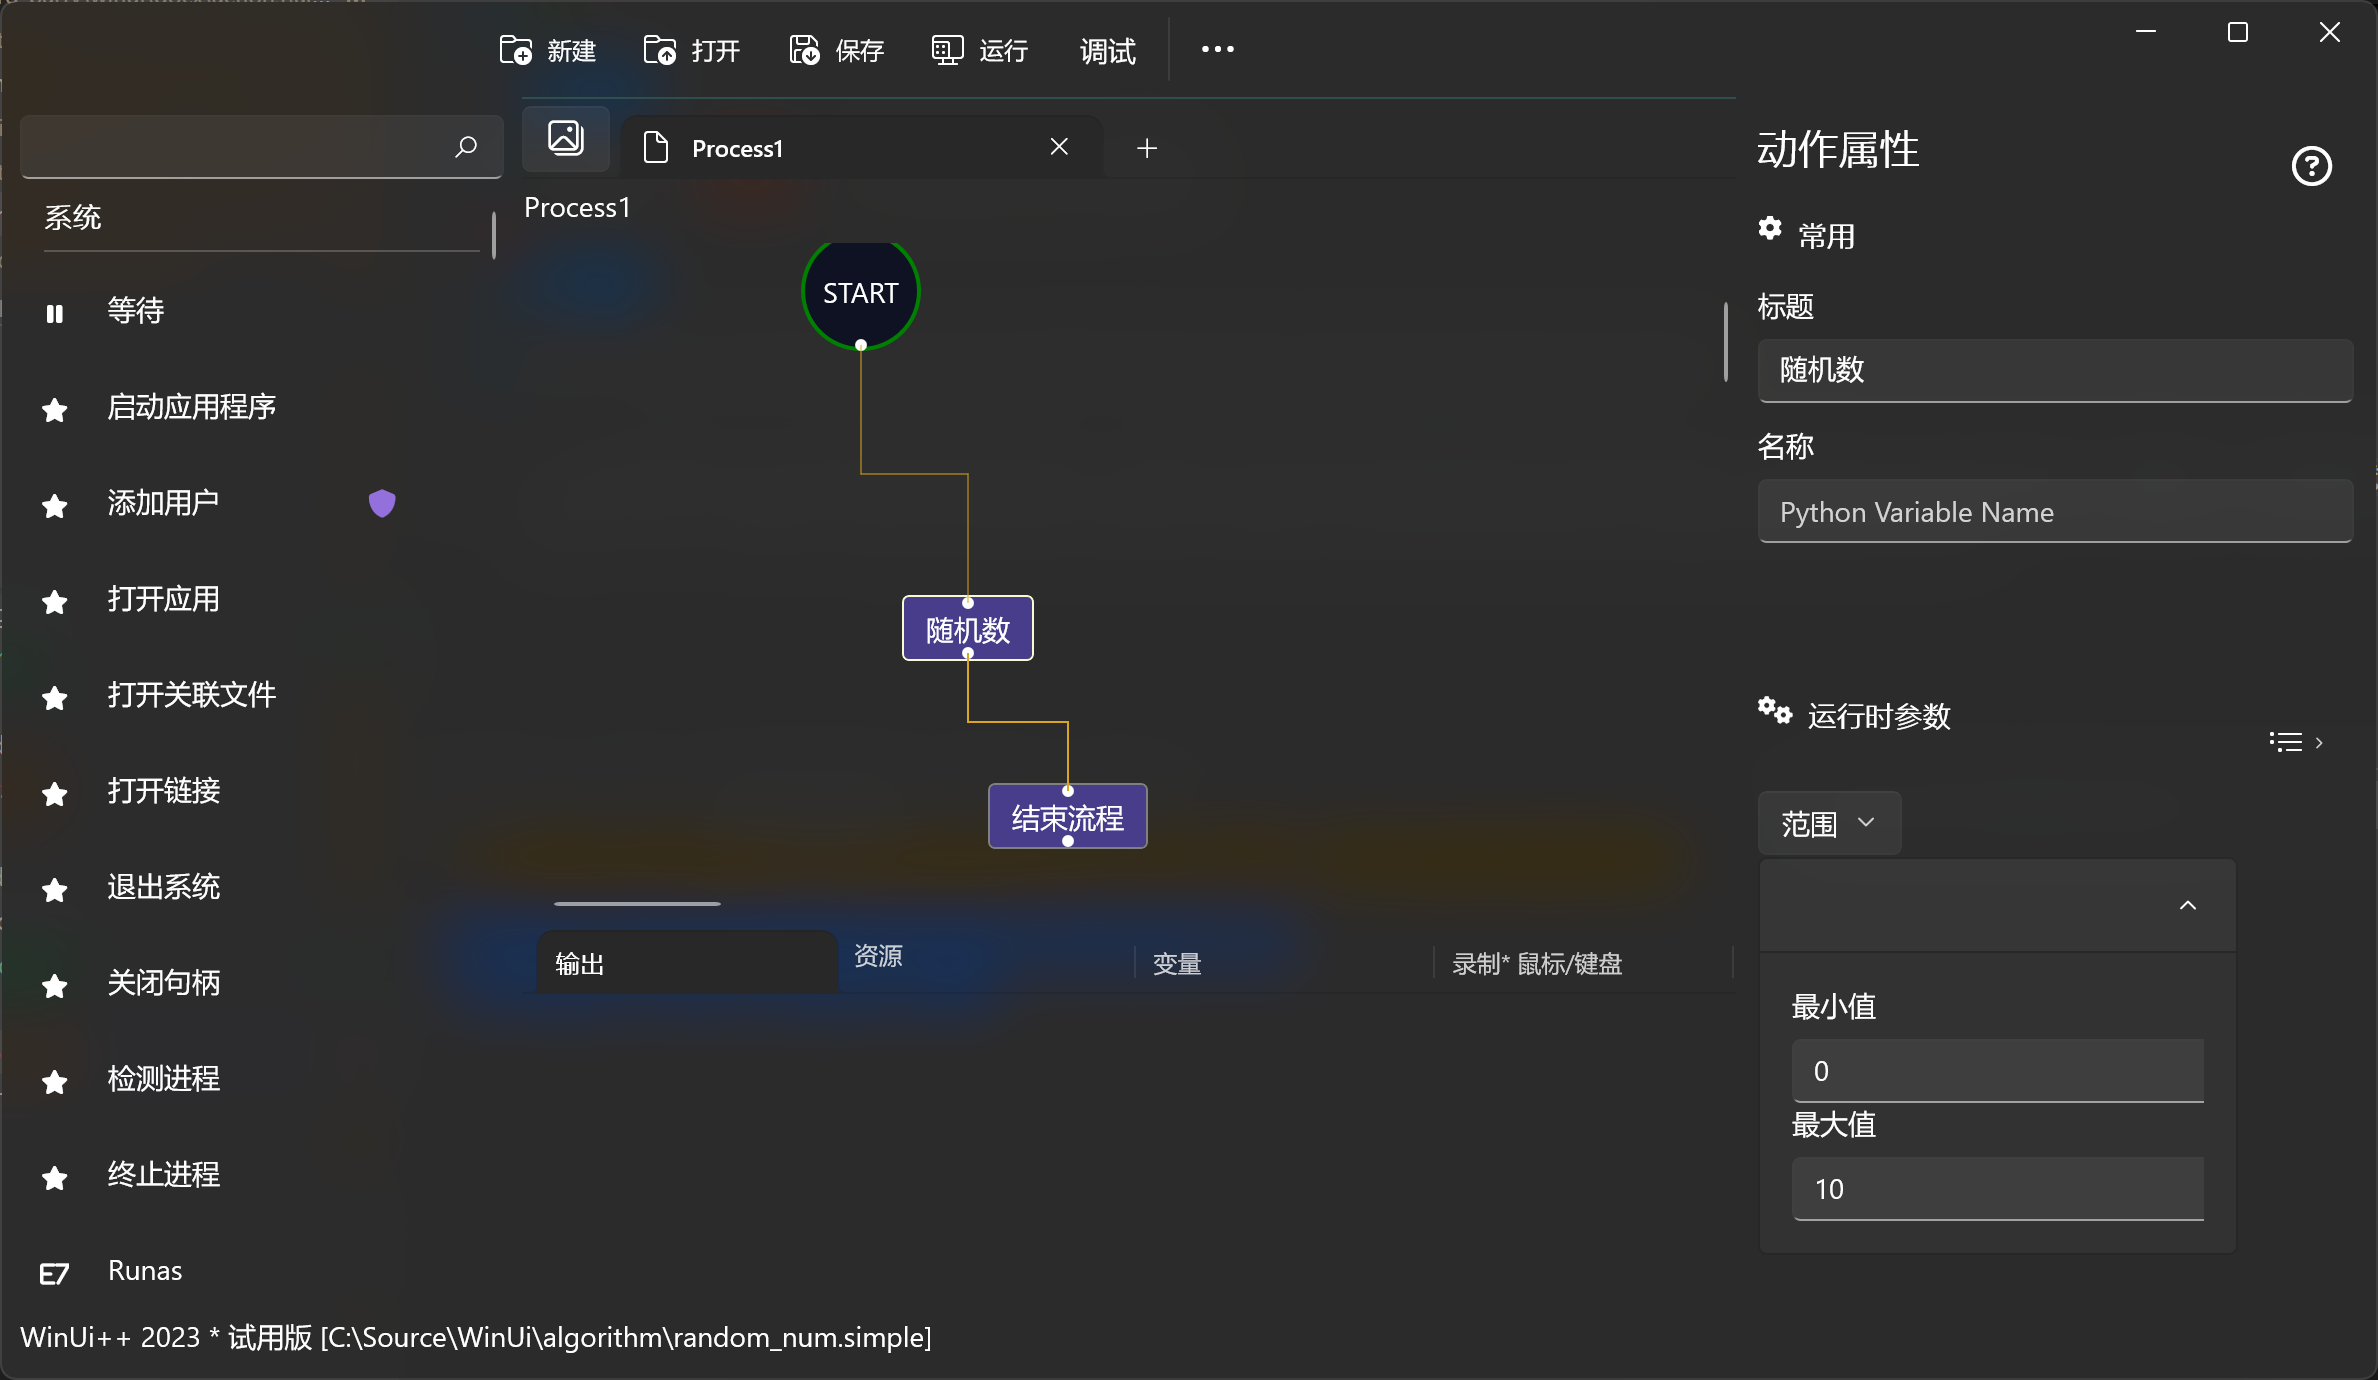 新建
打开
保存
运行
调试
Process1
系统
等待
启动应用程序
添加用户
打开应用
打开关联文件
打开链接
退出系统
关闭句柄
检测进程
终止进程
Runas
Process1
START
随机数
结束流程
输出
资源
变量
录制* 鼠标/键盘
动作属性
常用
标题
随机数
名称
Python Variable Name
运行时参数
范围
最小值
0
最大值
10
WinUi++ 2023 * 试用版 [C:\Source\WinUi\algorithm\random_num.simple]